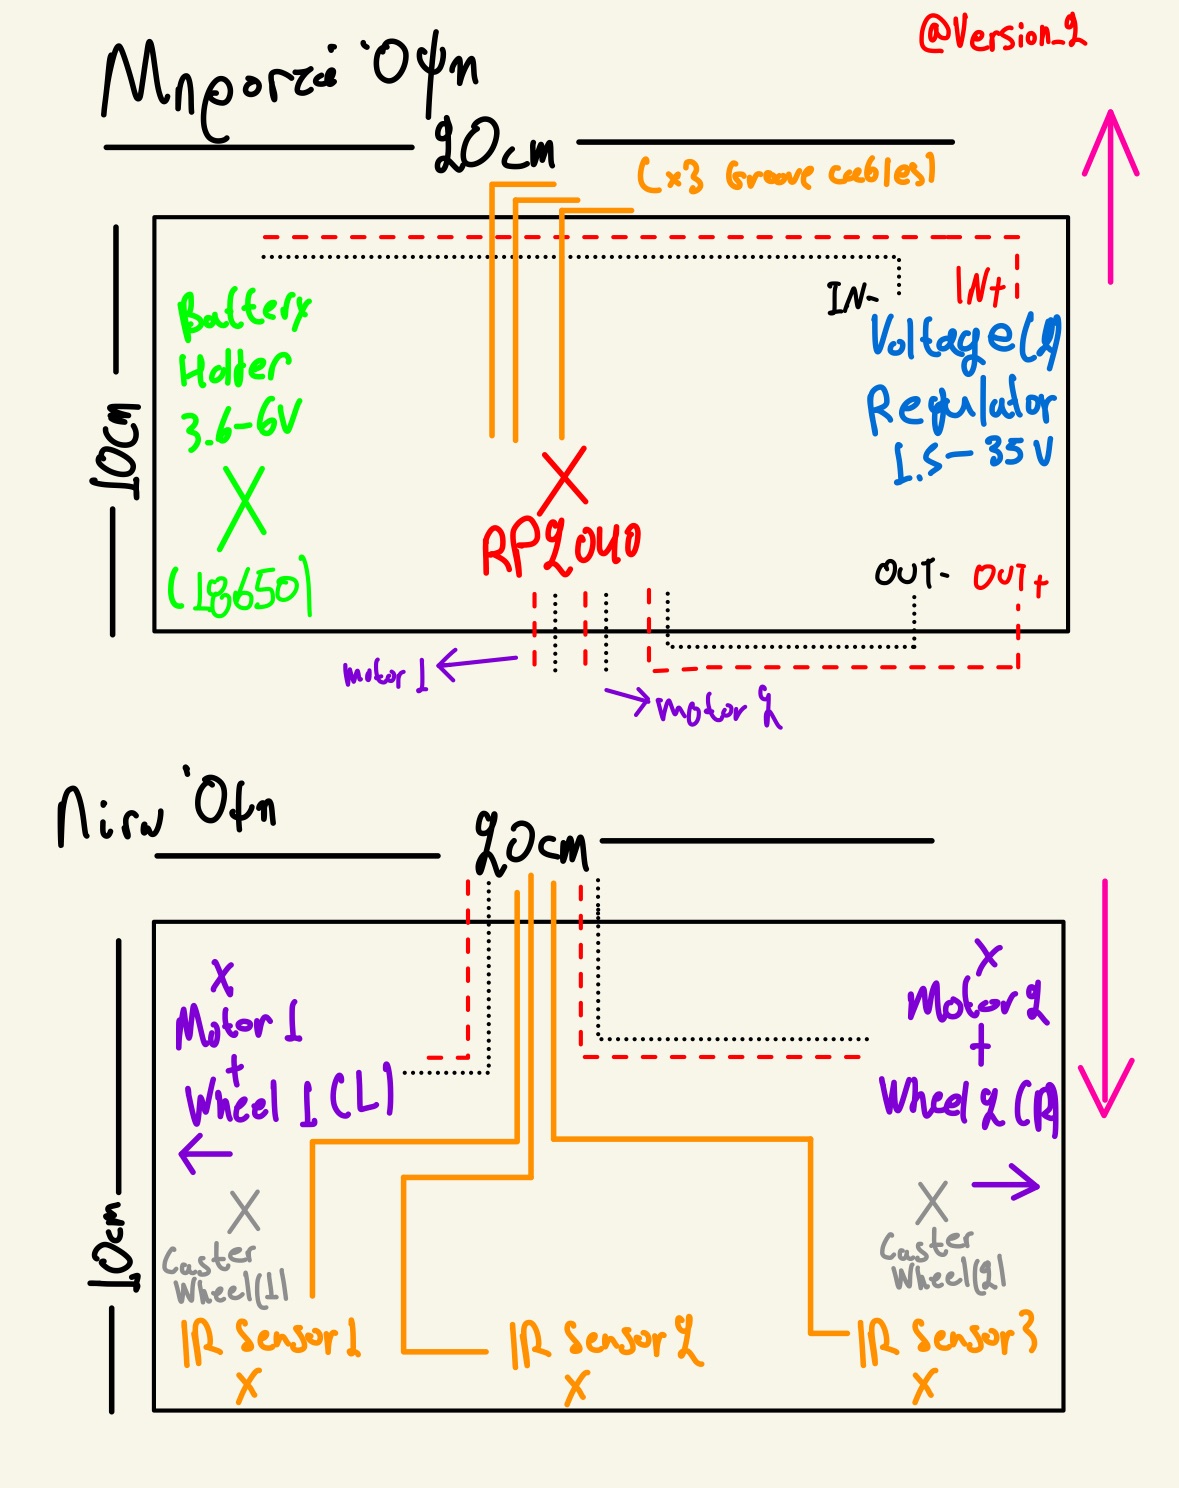 @Version_2
Μπροστά Όψη
20cm
(x3 Groove cables)
10cm
IN-
IN+
Battery
Holter
3.6-6V
(18650)
Voltage(1)
Regulator
1.5-35V
RP2040
OUT-
OUT+
motor 1
motor 2
Πίσω Όψη
20cm
10cm
X
Motor 1
+
Wheel 1 (L)
X
Motor 2
+
Wheel 2 (R)
Caster
Wheel(1)
Caster
Wheel(2)
IR Sensor 1
IR Sensor 2
IR Sensor 3
X
X
X